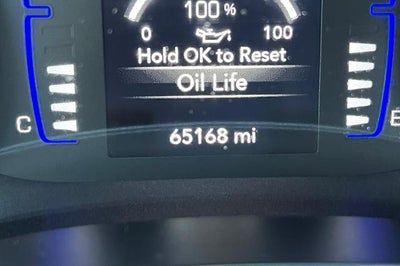 100 %
0 100
Hold OK to Reset
Oil Life
C 65168 mi E